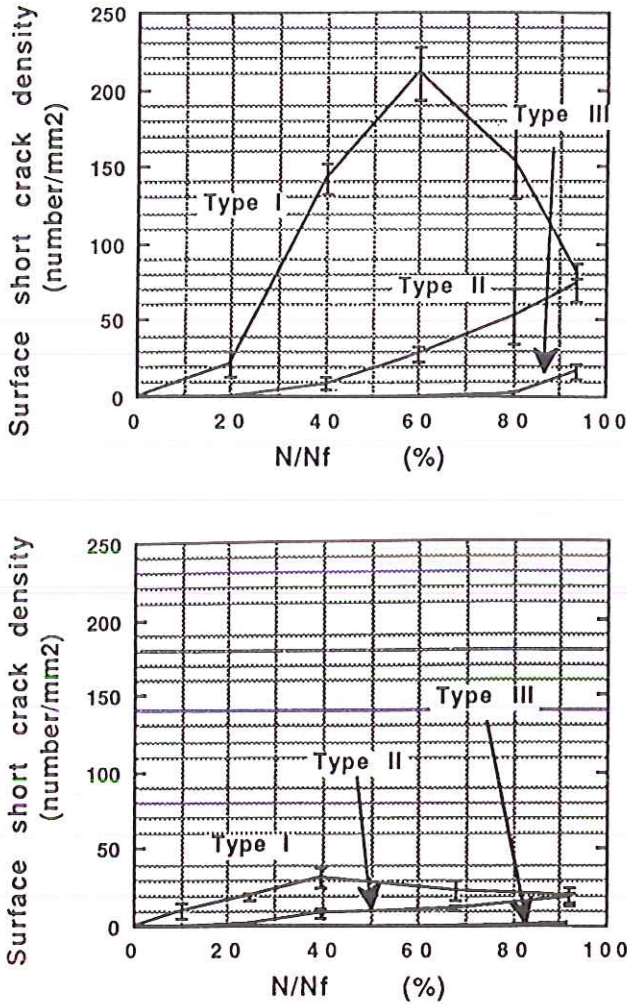 Surface short crack density
(number/mm2)
250
200
150
100
50
0
Type III
Type I
Type II
0 20 40 60 80 100
N/Nf (%)
Surface short crack density
(number/mm2)
250
200
150
100
50
0
Type III
Type II
Type I
0 20 40 60 80 100
N/Nf (%)